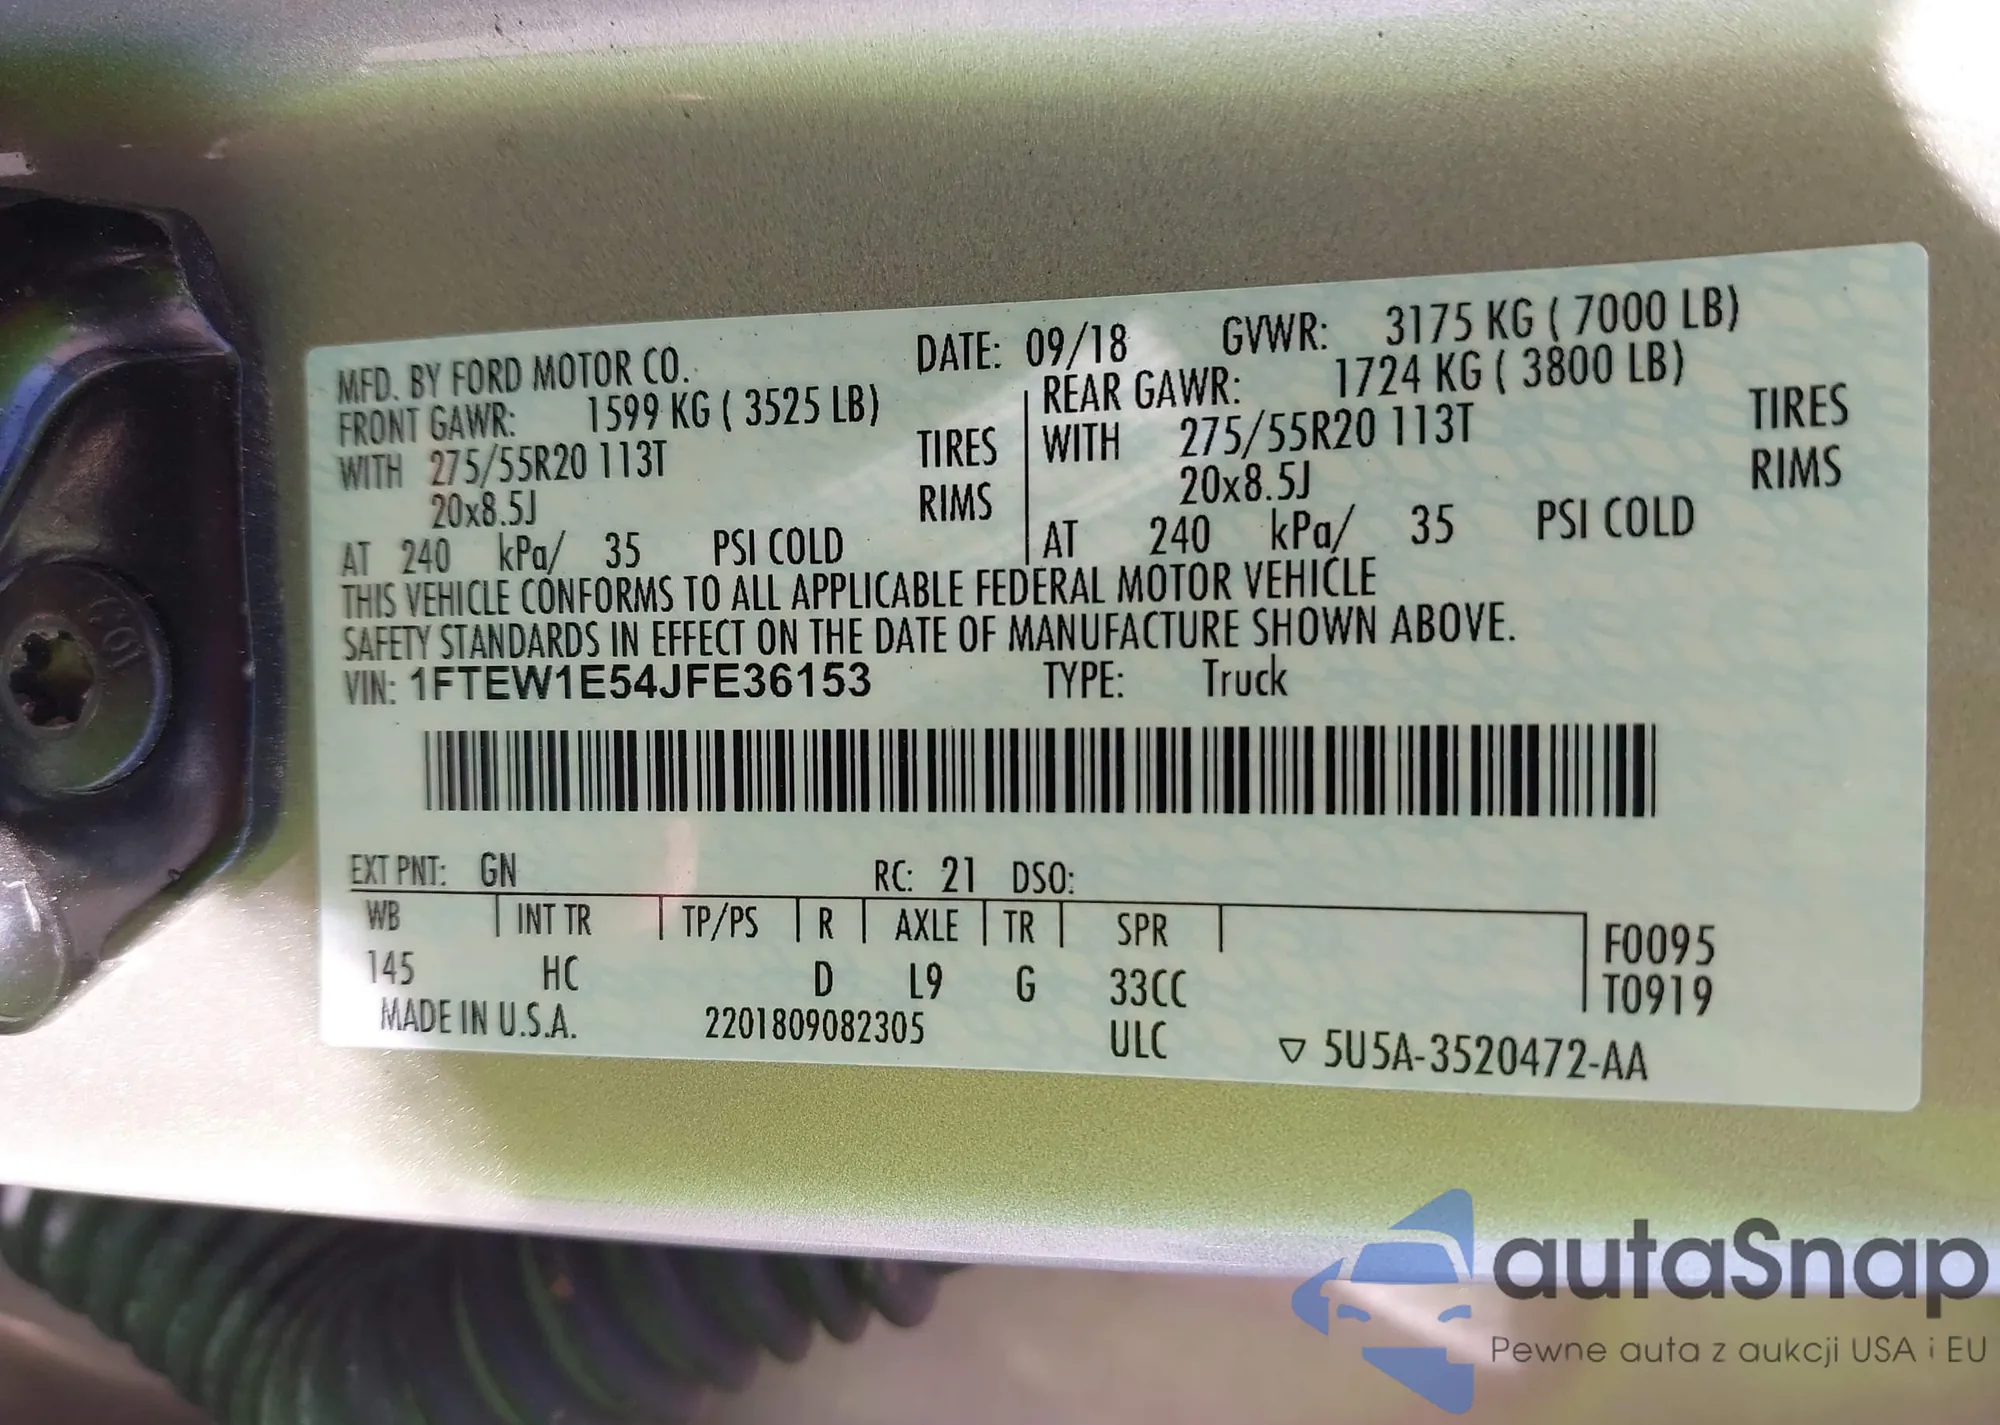 MFD. BY FORD MOTOR CO. DATE: 09/18 GVWR: 3175 KG ( 7000 LB)
FRONT GAWR: 1599 KG ( 3525 LB) REAR GAWR: 1724 KG ( 3800 LB)
WITH 275/55R20 113T TIRES WITH 275/55R20 113T TIRES
20x8.5J RIMS 20x8.5J RIMS
AT 240 kPa/ 35 PSI COLD AT 240 kPa/ 35 PSI COLD
THIS VEHICLE CONFORMS TO ALL APPLICABLE FEDERAL MOTOR VEHICLE
SAFETY STANDARDS IN EFFECT ON THE DATE OF MANUFACTURE SHOWN ABOVE.
VIN: 1FTEW1E54JFE36153 TYPE: Truck
EXT PNT: GN RC: 21 DSO:
WB INT TR TP/PS R AXLE TR SPR F0095
145 HC D L9 G 33CC T0919
MADE IN U.S.A. 2201809082305 ULC ▽ 5U5A-3520472-AA
autaSnap
Pewne auta z aukcji USA i EU